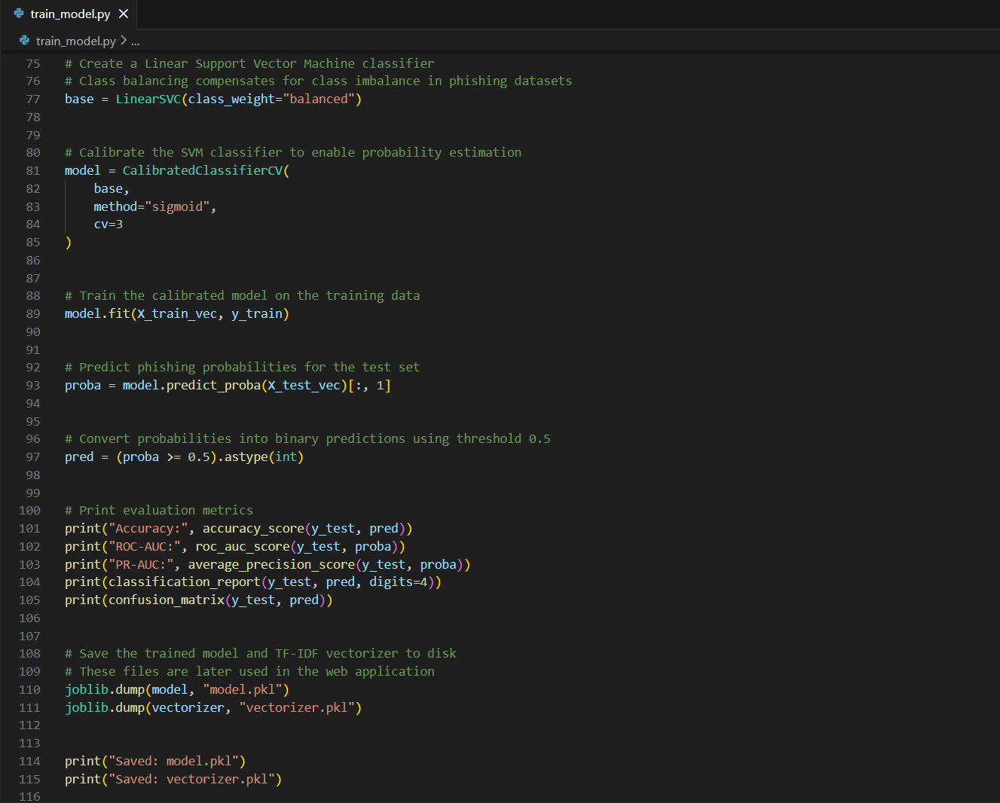 train_model.py
train_model.py > ...
75 # Create a Linear Support Vector Machine classifier
76 # Class balancing compensates for class imbalance in phishing datasets
77 base = LinearSVC(class_weight="balanced")
78
79
80 # Calibrate the SVM classifier to enable probability estimation
81 model = CalibratedClassifierCV(
82     base,
83     method="sigmoid",
84     cv=3
85 )
86
87
88 # Train the calibrated model on the training data
89 model.fit(X_train_vec, y_train)
90
91
92 # Predict phishing probabilities for the test set
93 proba = model.predict_proba(X_test_vec)[:, 1]
94
95
96 # Convert probabilities into binary predictions using threshold 0.5
97 pred = (proba >= 0.5).astype(int)
98
99
100 # Print evaluation metrics
101 print("Accuracy:", accuracy_score(y_test, pred))
102 print("ROC-AUC:", roc_auc_score(y_test, proba))
103 print("PR-AUC:", average_precision_score(y_test, proba))
104 print(classification_report(y_test, pred, digits=4))
105 print(confusion_matrix(y_test, pred))
106
107
108 # Save the trained model and TF-IDF vectorizer to disk
109 # These files are later used in the web application
110 joblib.dump(model, "model.pkl")
111 joblib.dump(vectorizer, "vectorizer.pkl")
112
113
114 print("Saved: model.pkl")
115 print("Saved: vectorizer.pkl")
116